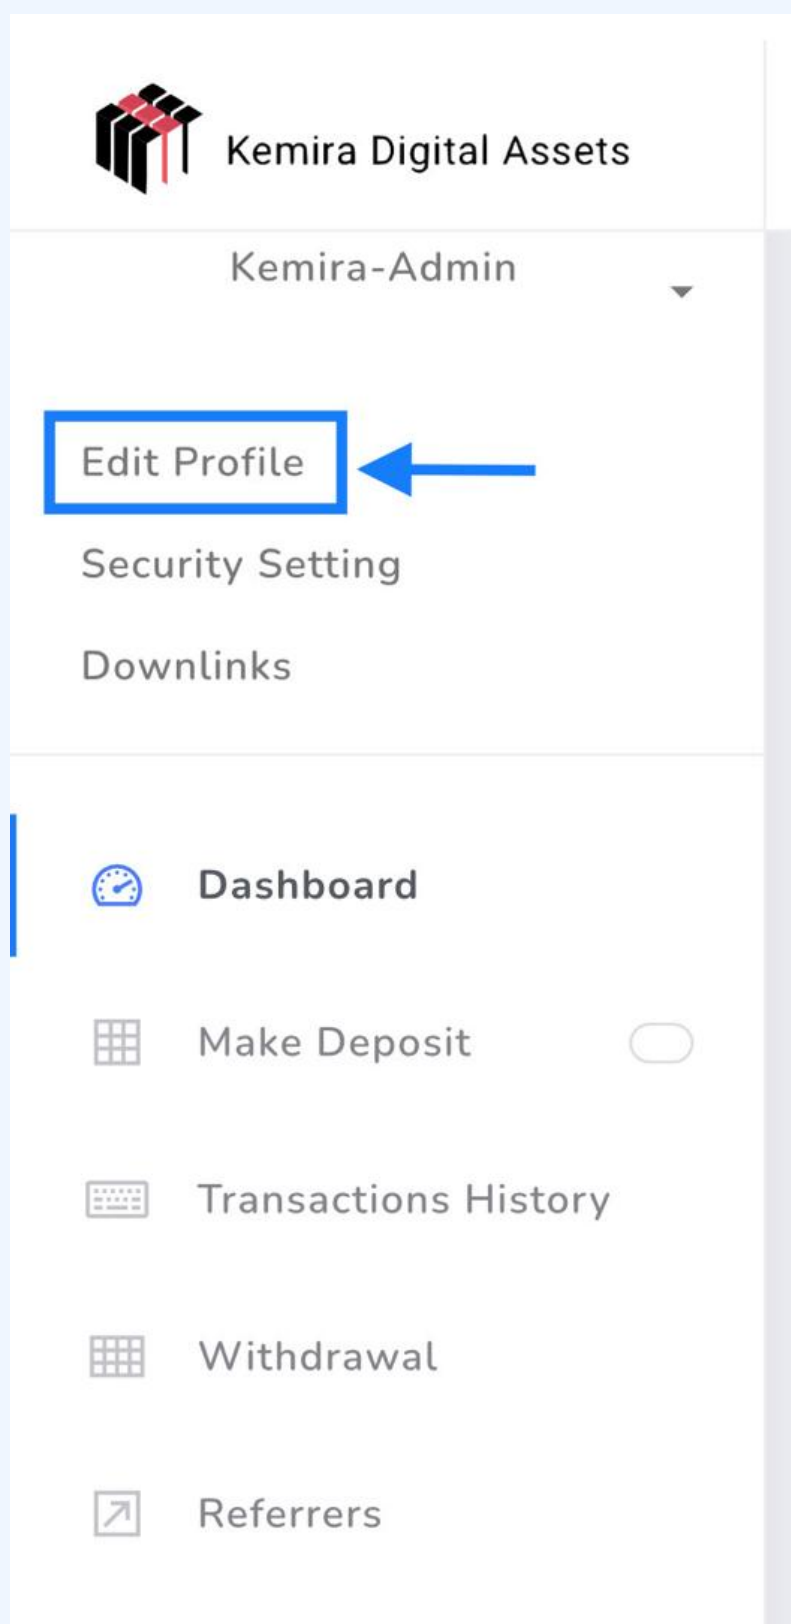 Kemira Digital Assets
Kemira-Admin
Edit Profile
Security Setting
Downlinks
Dashboard
Make Deposit
Transactions History
Withdrawal
Referrers